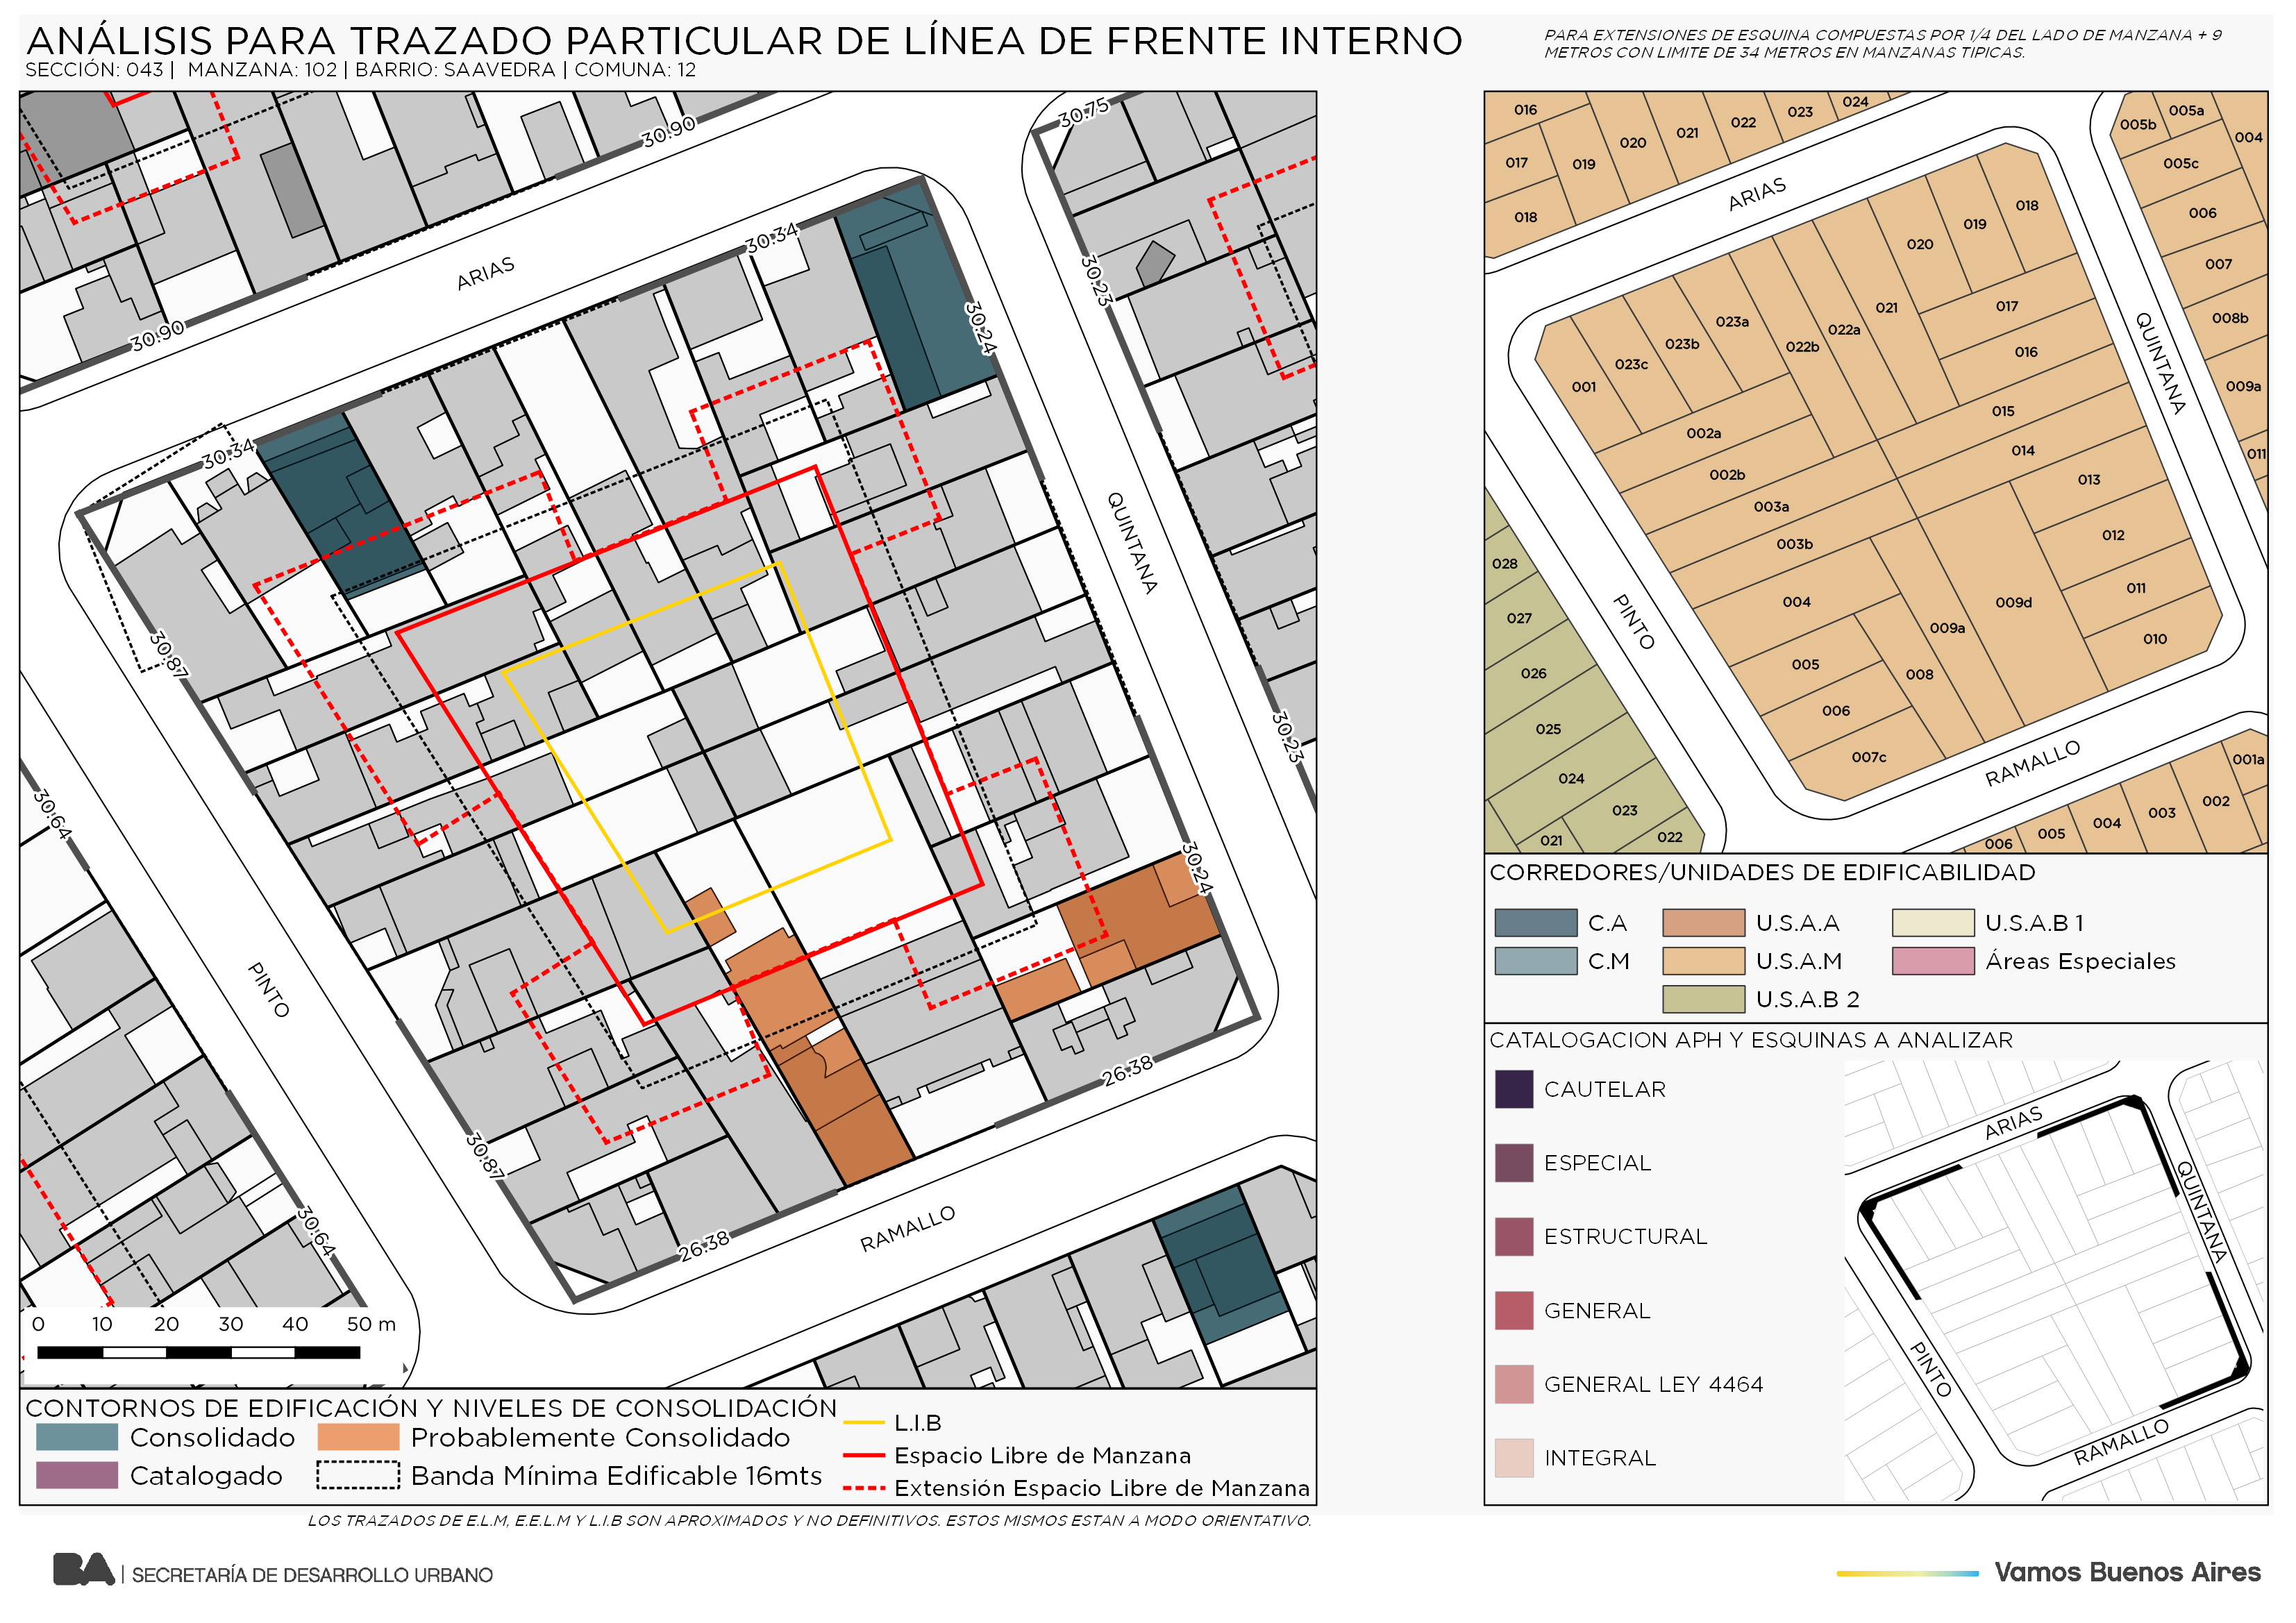 ANÁLISIS PARA TRAZADO PARTICULAR DE LÍNEA DE FRENTE INTERNO
SECCIÓN: 043 | MANZANA: 102 | BARRIO: SAAVEDRA | COMUNA: 12
PARA EXTENSIONES DE ESQUINA COMPUESTAS POR 1/4 DEL LADO DE MANZANA + 9
METROS CON LIMITE DE 34 METROS EN MANZANAS TIPICAS.
30.90
30.75
30.34
ARIAS
30.23
30.24
30.90
30.34
QUINTANA
30.87
30.23
30.64
30.24
PINTO
26.38
30.87
30.64
26.38
RAMALLO
0 10 20 30 40 50 m
CONTORNOS DE EDIFICACIÓN Y NIVELES DE CONSOLIDACIÓN
Consolidado
Probablemente Consolidado
Catalogado
Banda Mínima Edificable 16mts
L.I.B
Espacio Libre de Manzana
Extensión Espacio Libre de Manzana
LOS TRAZADOS DE E.L.M, E.E.L.M Y L.I.B SON APROXIMADOS Y NO DEFINITIVOS. ESTOS MISMOS ESTAN A MODO ORIENTATIVO.
016
017
018
019
020
021
022
023
024
005b
005a
004
005c
006
007
008b
009a
011
ARIAS
QUINTANA
PINTO
RAMALLO
001
023c
023b
023a
022b
022a
021
020
019
018
017
016
015
014
013
012
011
010
002a
002b
003a
003b
004
005
006
007c
008
009a
009d
028
027
026
025
024
023
022
021
006
005
004
003
002
001a
CORREDORES/UNIDADES DE EDIFICABILIDAD
C.A
U.S.A.A
U.S.A.B 1
C.M
U.S.A.M
Áreas Especiales
U.S.A.B 2
CATALOGACION APH Y ESQUINAS A ANALIZAR
CAUTELAR
ESPECIAL
ESTRUCTURAL
GENERAL
GENERAL LEY 4464
INTEGRAL
ARIAS
QUINTANA
PINTO
RAMALLO
BA | SECRETARÍA DE DESARROLLO URBANO
Vamos Buenos Aires